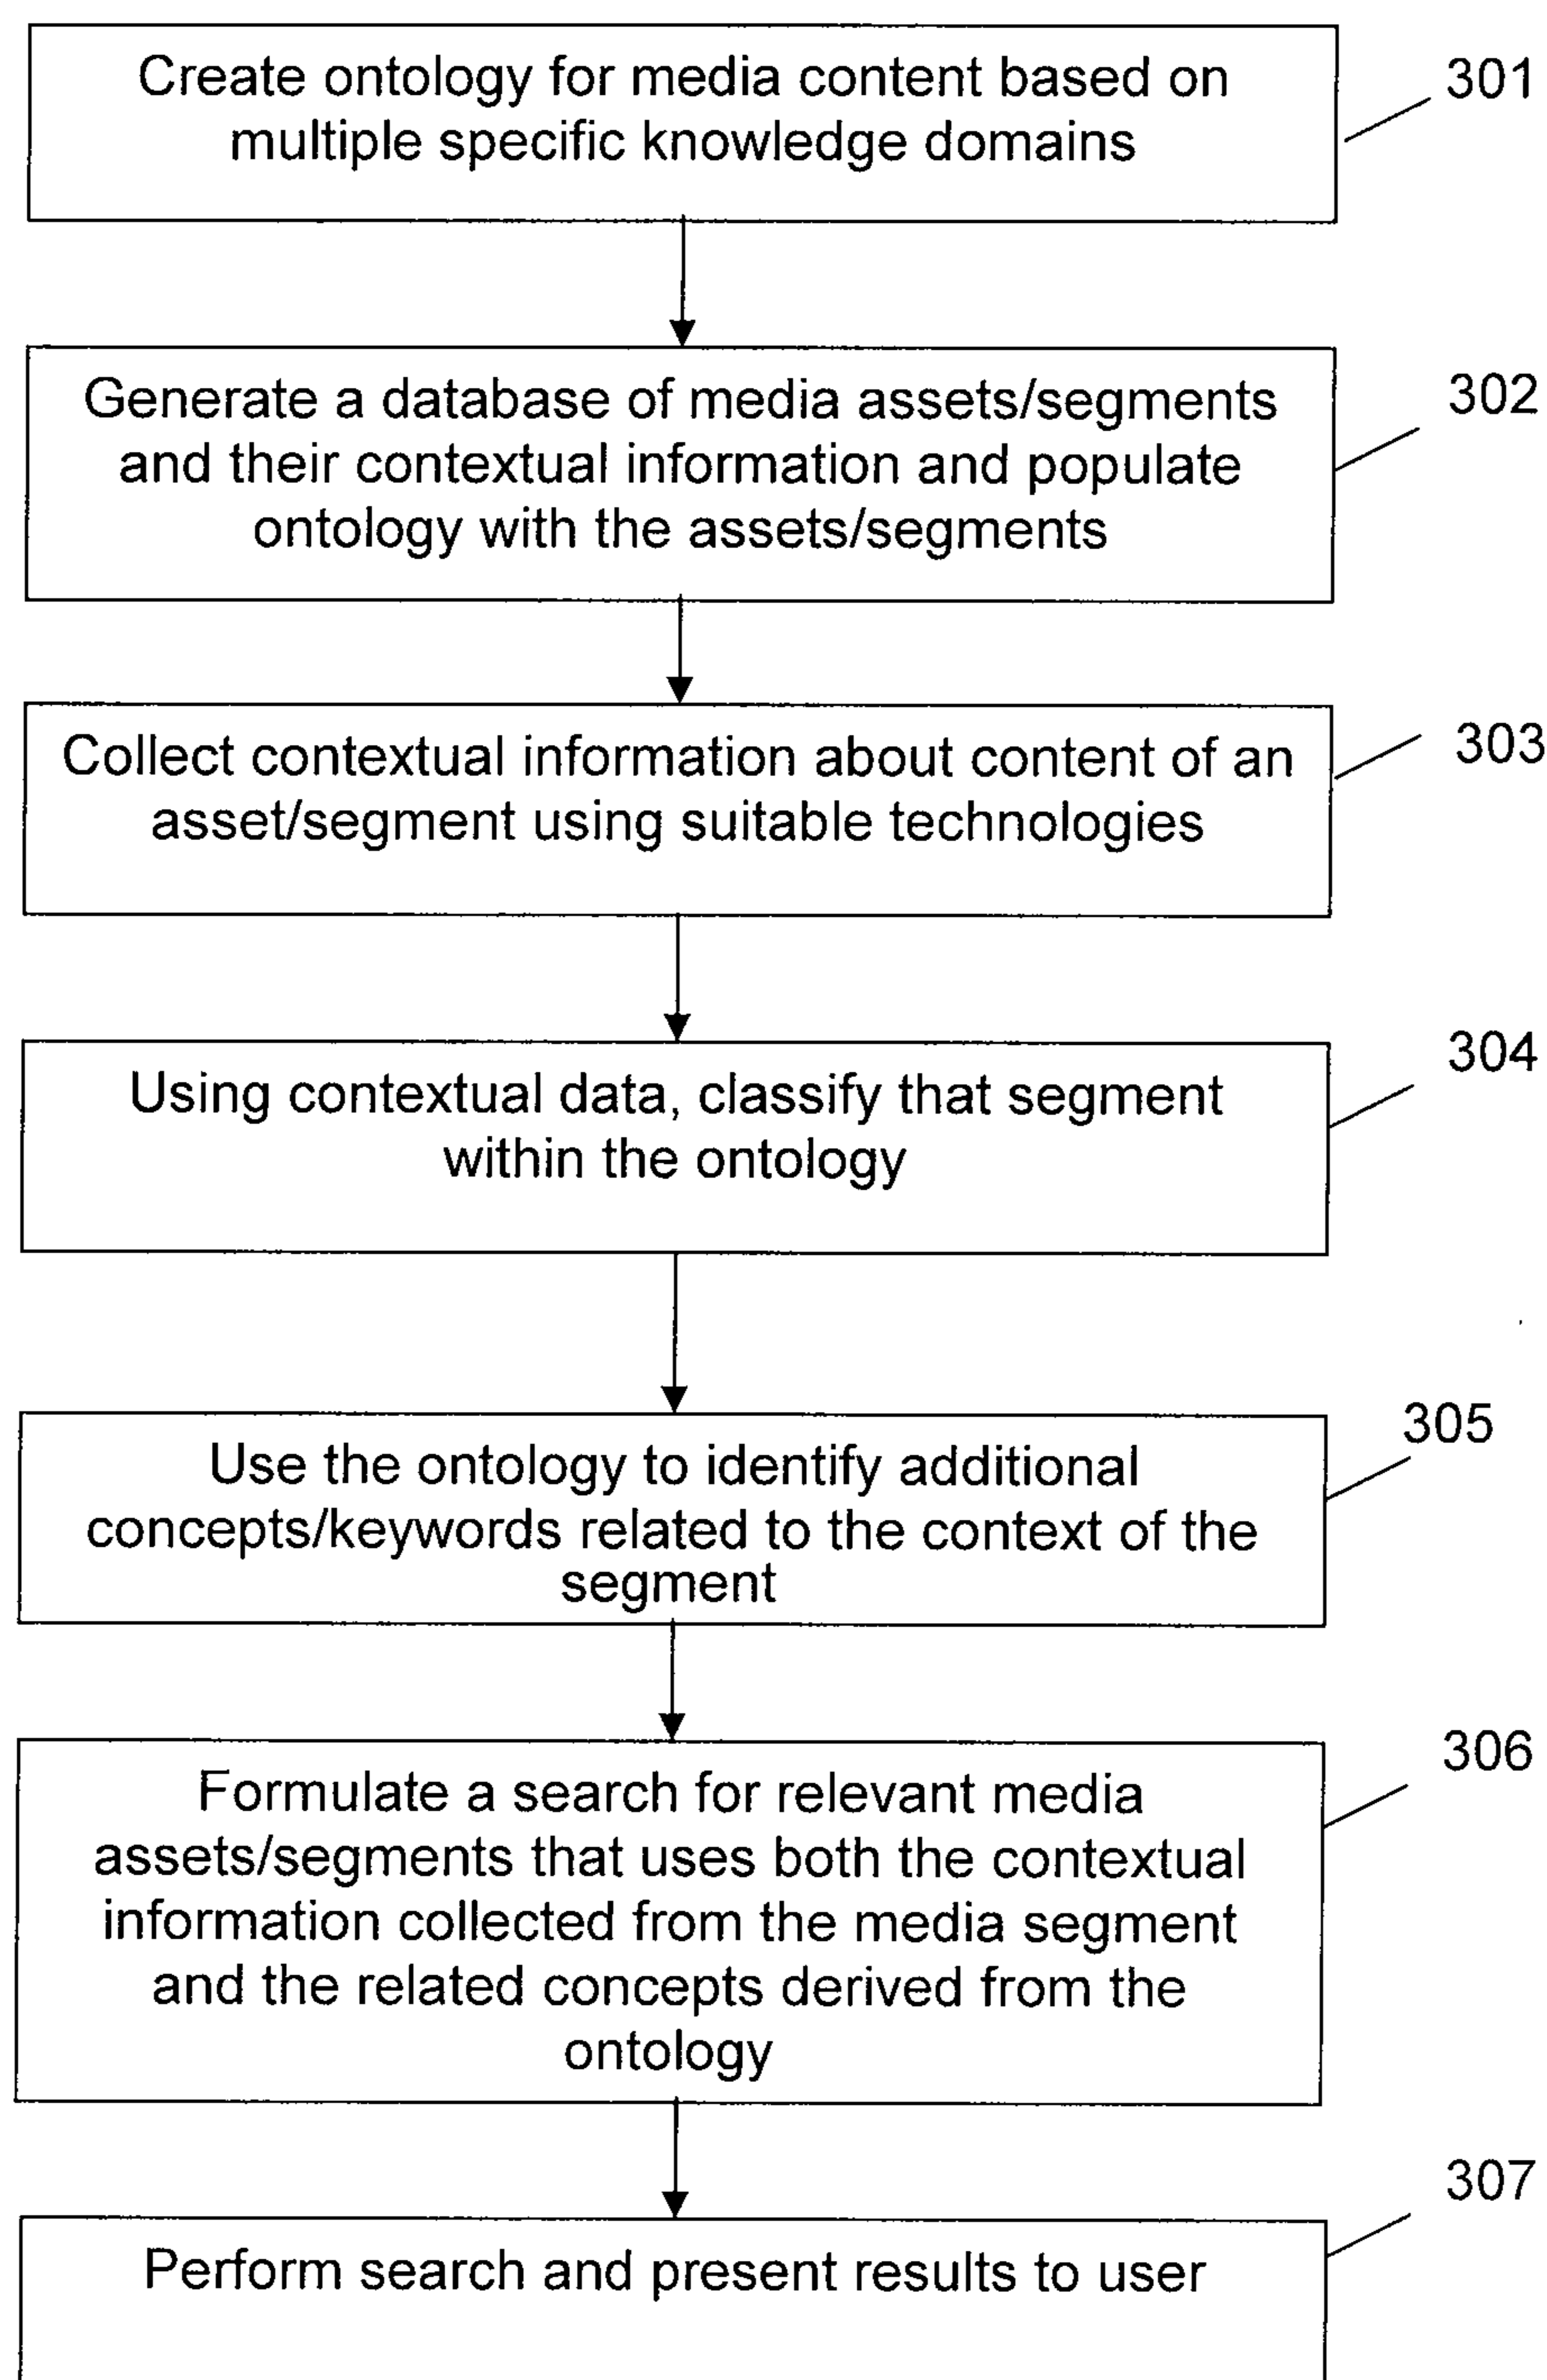 Create ontology for media content based on
multiple specific knowledge domains
301
Generate a database of media assets/segments
and their contextual information and populate
ontology with the assets/segments
302
Collect contextual information about content of an
asset/segment using suitable technologies
303
Using contextual data, classify that segment
within the ontology
304
Use the ontology to identify additional
concepts/keywords related to the context of the
segment
305
Formulate a search for relevant media
assets/segments that uses both the contextual
information collected from the media segment
and the related concepts derived from the
ontology
306
Perform search and present results to user
307